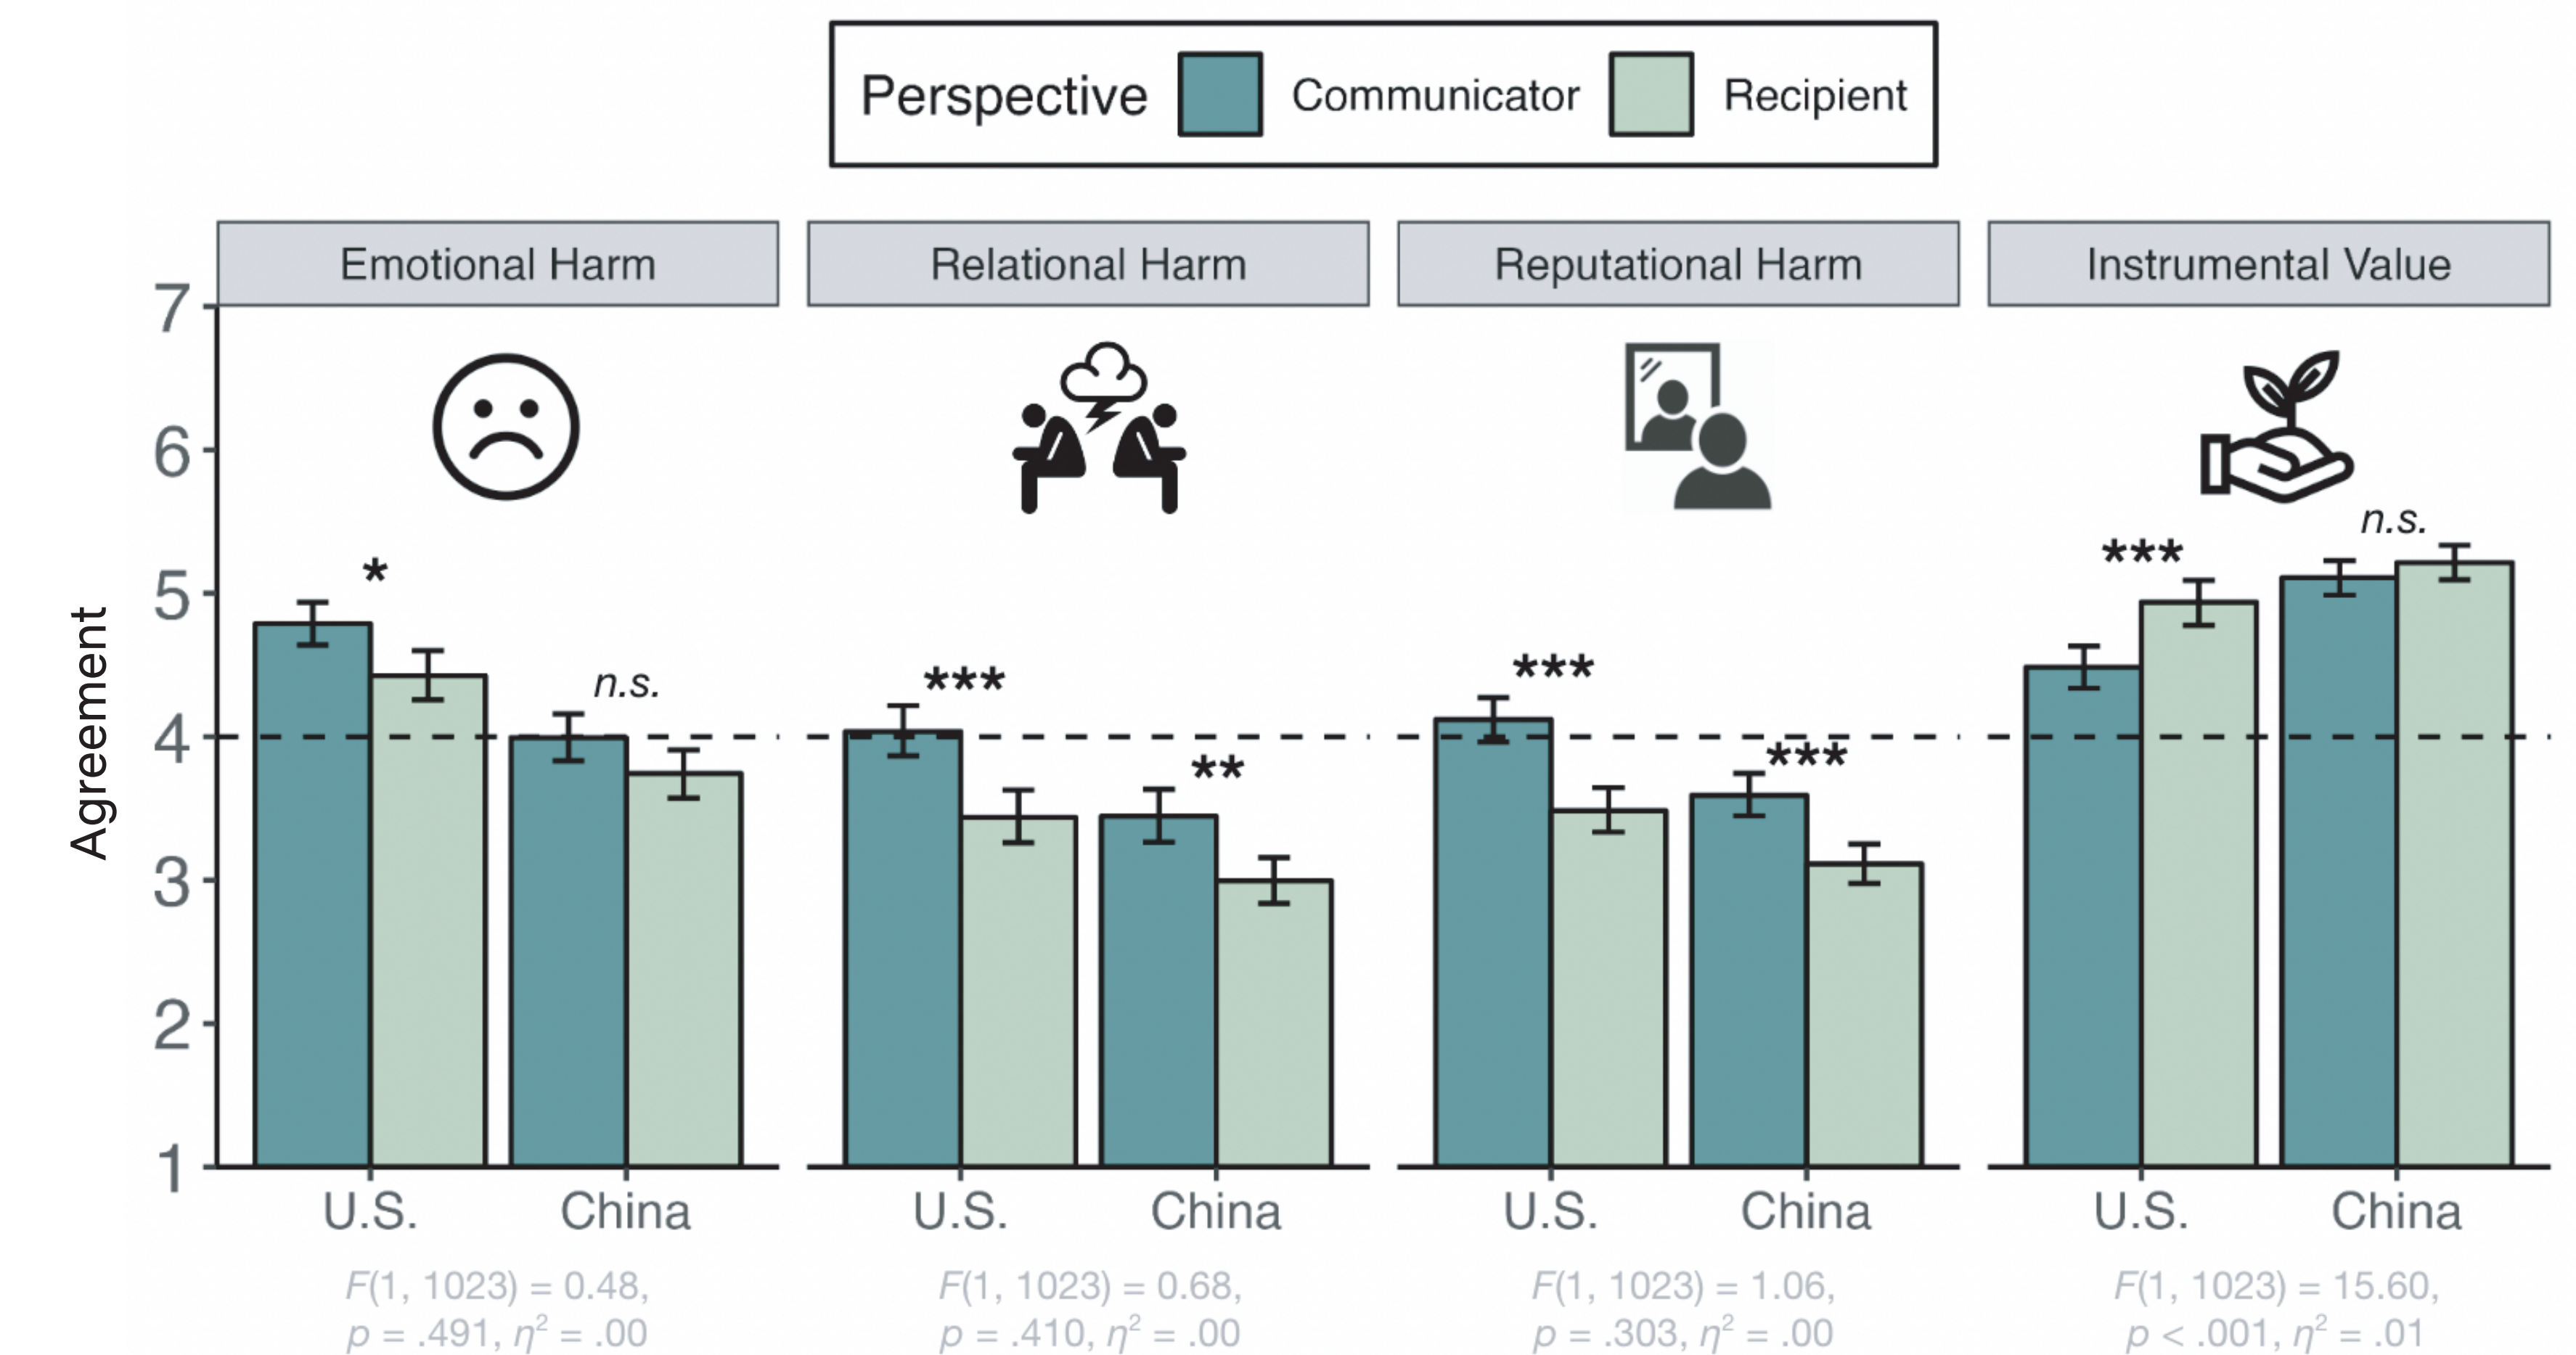 Perspective Communicator Recipient
Emotional Harm Relational Harm Reputational Harm Instrumental Value
Agreement
7
6
5
4
3
2
1
* n.s. *** ** *** *** *** n.s.
U.S. China U.S. China U.S. China U.S. China
F(1, 1023) = 0.48,
p = .491, η² = .00
F(1, 1023) = 0.68,
p = .410, η² = .00
F(1, 1023) = 1.06,
p = .303, η² = .00
F(1, 1023) = 15.60,
p < .001, η² = .01